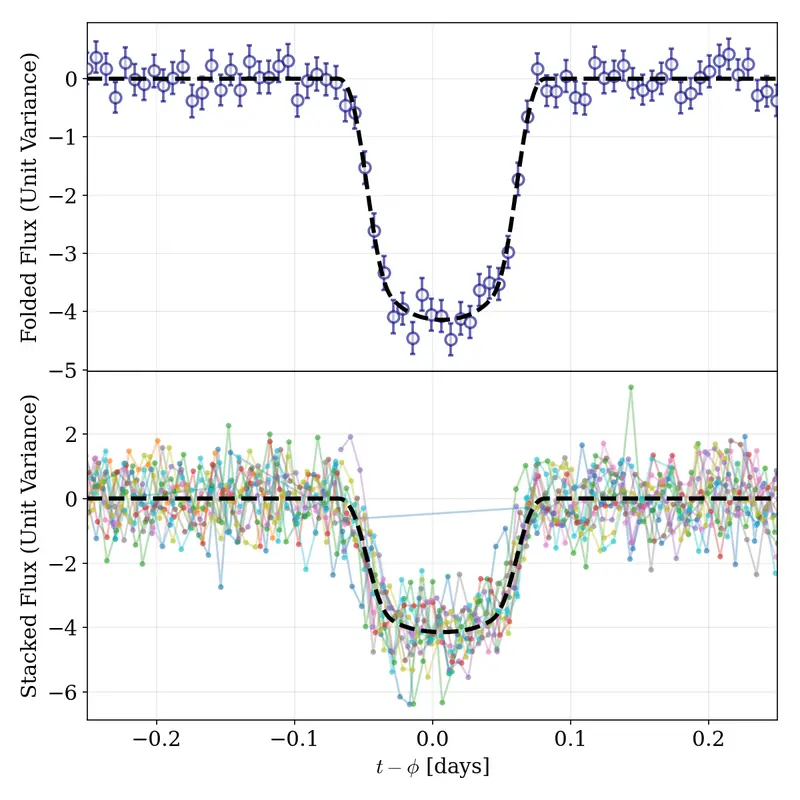 Folded Flux (Unit Variance)
0
−1
−2
−3
−4
−5
Stacked Flux (Unit Variance)
2
0
−2
−4
−6
−0.2 −0.1 0.0 0.1 0.2
t − ϕ [days]